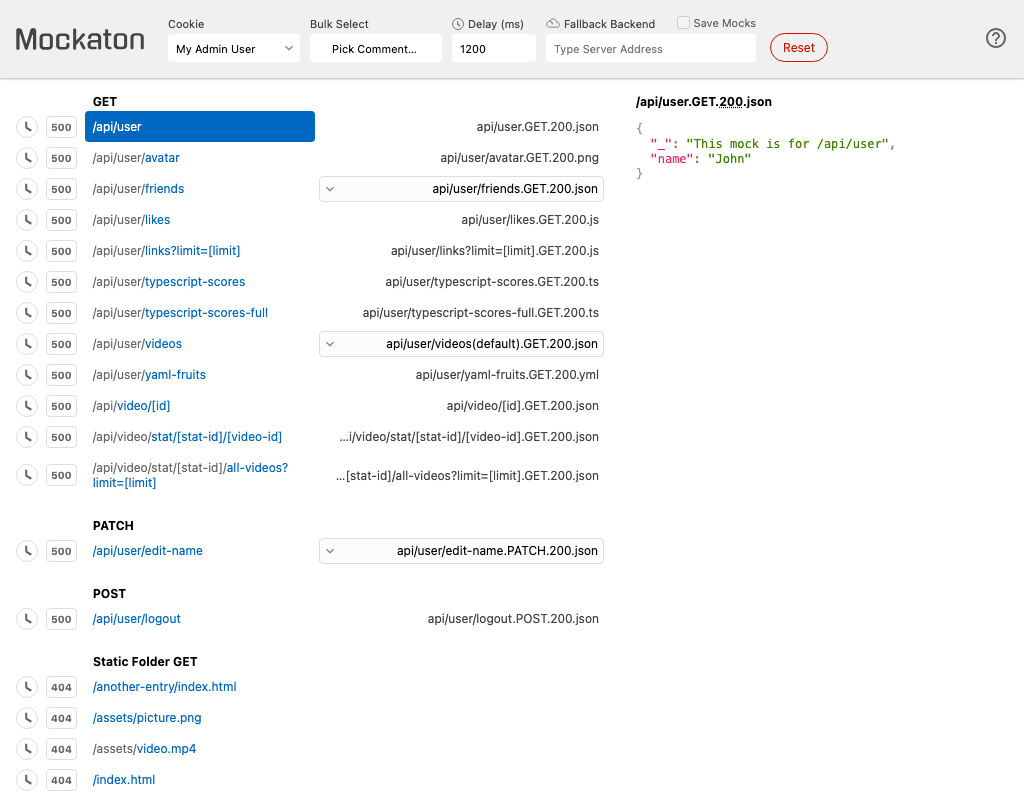 Mockaton
Cookie
My Admin User
Bulk Select
Pick Comment...
Delay (ms)
1200
Fallback Backend
Type Server Address
Save Mocks
Reset
?
GET
500 /api/user api/user.GET.200.json
500 /api/user/avatar api/user/avatar.GET.200.png
500 /api/user/friends api/user/friends.GET.200.json
500 /api/user/likes api/user/likes.GET.200.js
500 /api/user/links?limit=[limit] api/user/links?limit=[limit].GET.200.js
500 /api/user/typescript-scores api/user/typescript-scores.GET.200.ts
500 /api/user/typescript-scores-full api/user/typescript-scores-full.GET.200.ts
500 /api/user/videos api/user/videos(default).GET.200.json
500 /api/user/yaml-fruits api/user/yaml-fruits.GET.200.yml
500 /api/video/[id] api/video/[id].GET.200.json
500 /api/video/stat/[stat-id]/[video-id] ...i/video/stat/[stat-id]/[video-id].GET.200.json
500 /api/video/stat/[stat-id]/all-videos? ...[stat-id]/all-videos?limit=[limit].GET.200.json
limit=[limit]
PATCH
500 /api/user/edit-name api/user/edit-name.PATCH.200.json
POST
500 /api/user/logout api/user/logout.POST.200.json
Static Folder GET
404 /another-entry/index.html
404 /assets/picture.png
404 /assets/video.mp4
404 /index.html
/api/user.GET.200.json
{
"_": "This mock is for /api/user",
"name": "John"
}